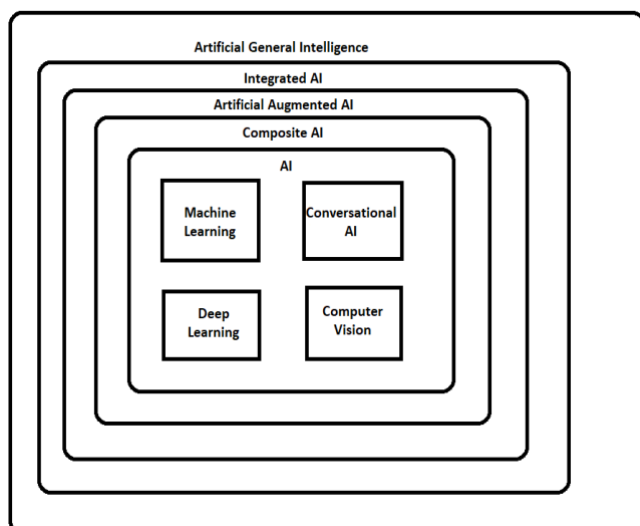 Artificial General Intelligence
Integrated AI
Artificial Augmented AI
Composite AI
AI
Machine
Learning
Conversational
AI
Deep
Learning
Computer
Vision